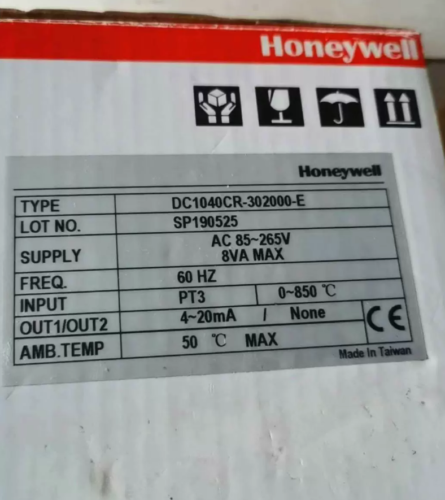 Honeywell
Honeywell
TYPE DC1040CR-302000-E
LOT NO. SP190525
SUPPLY AC 85~265V
8VA MAX
FREQ. 60 HZ
INPUT PT3 0~850 ℃
OUT1/OUT2 4~20mA / None
AMB.TEMP 50 ℃ MAX
CE
Made In Taiwan